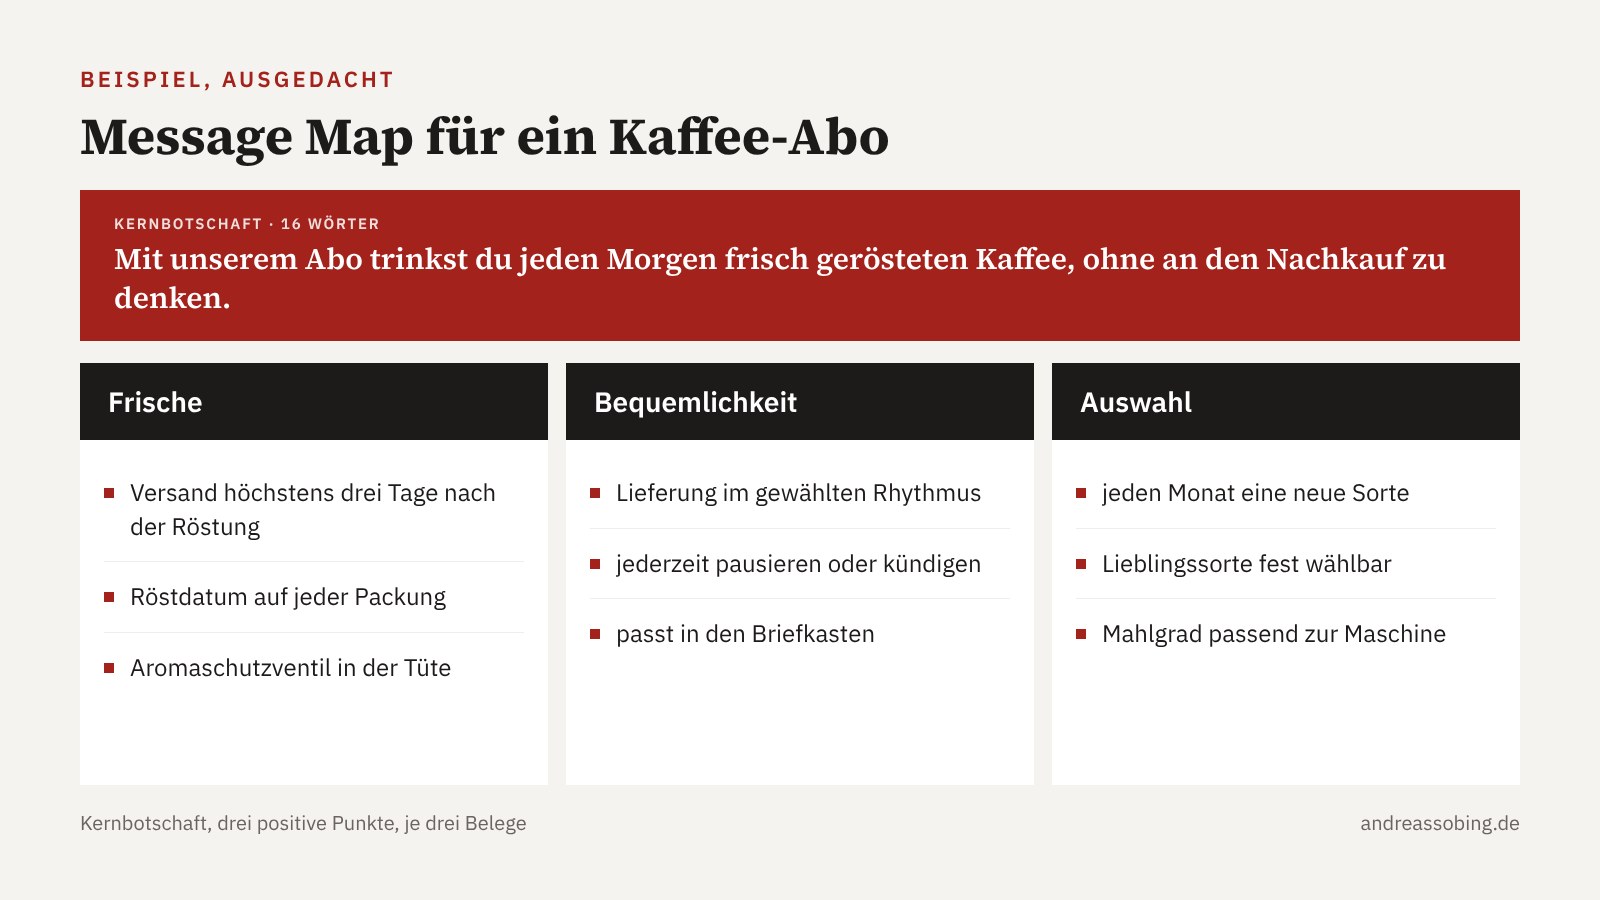 BEISPIEL, AUSGEDACHT
Message Map für ein Kaffee-Abo
KERNBOTSCHAFT · 16 WÖRTER
Mit unserem Abo trinkst du jeden Morgen frisch gerösteten Kaffee, ohne an den Nachkauf zu
denken.
Frische
Versand höchstens drei Tage nach
der Röstung
Röstdatum auf jeder Packung
Aromaschutzventil in der Tüte
Bequemlichkeit
Lieferung im gewählten Rhythmus
jederzeit pausieren oder kündigen
passt in den Briefkasten
Auswahl
jeden Monat eine neue Sorte
Lieblingssorte fest wählbar
Mahlgrad passend zur Maschine
Kernbotschaft, drei positive Punkte, je drei Belege
andreassobing.de